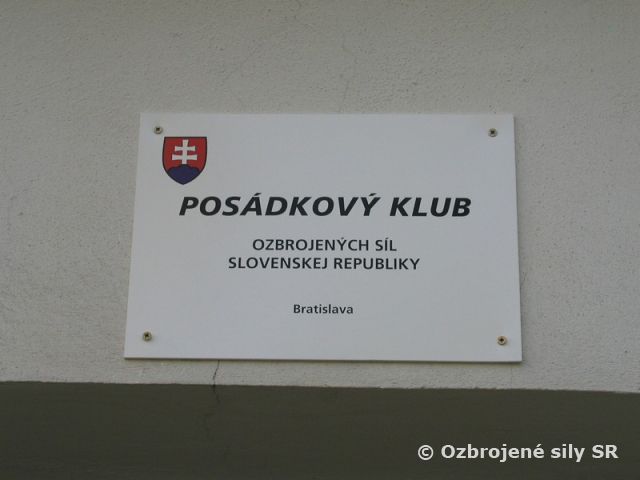 POSÁDKOVÝ KLUB
OZBROJENÝCH SÍL
SLOVENSKEJ REPUBLIKY
Bratislava
© Ozbrojené sily SR